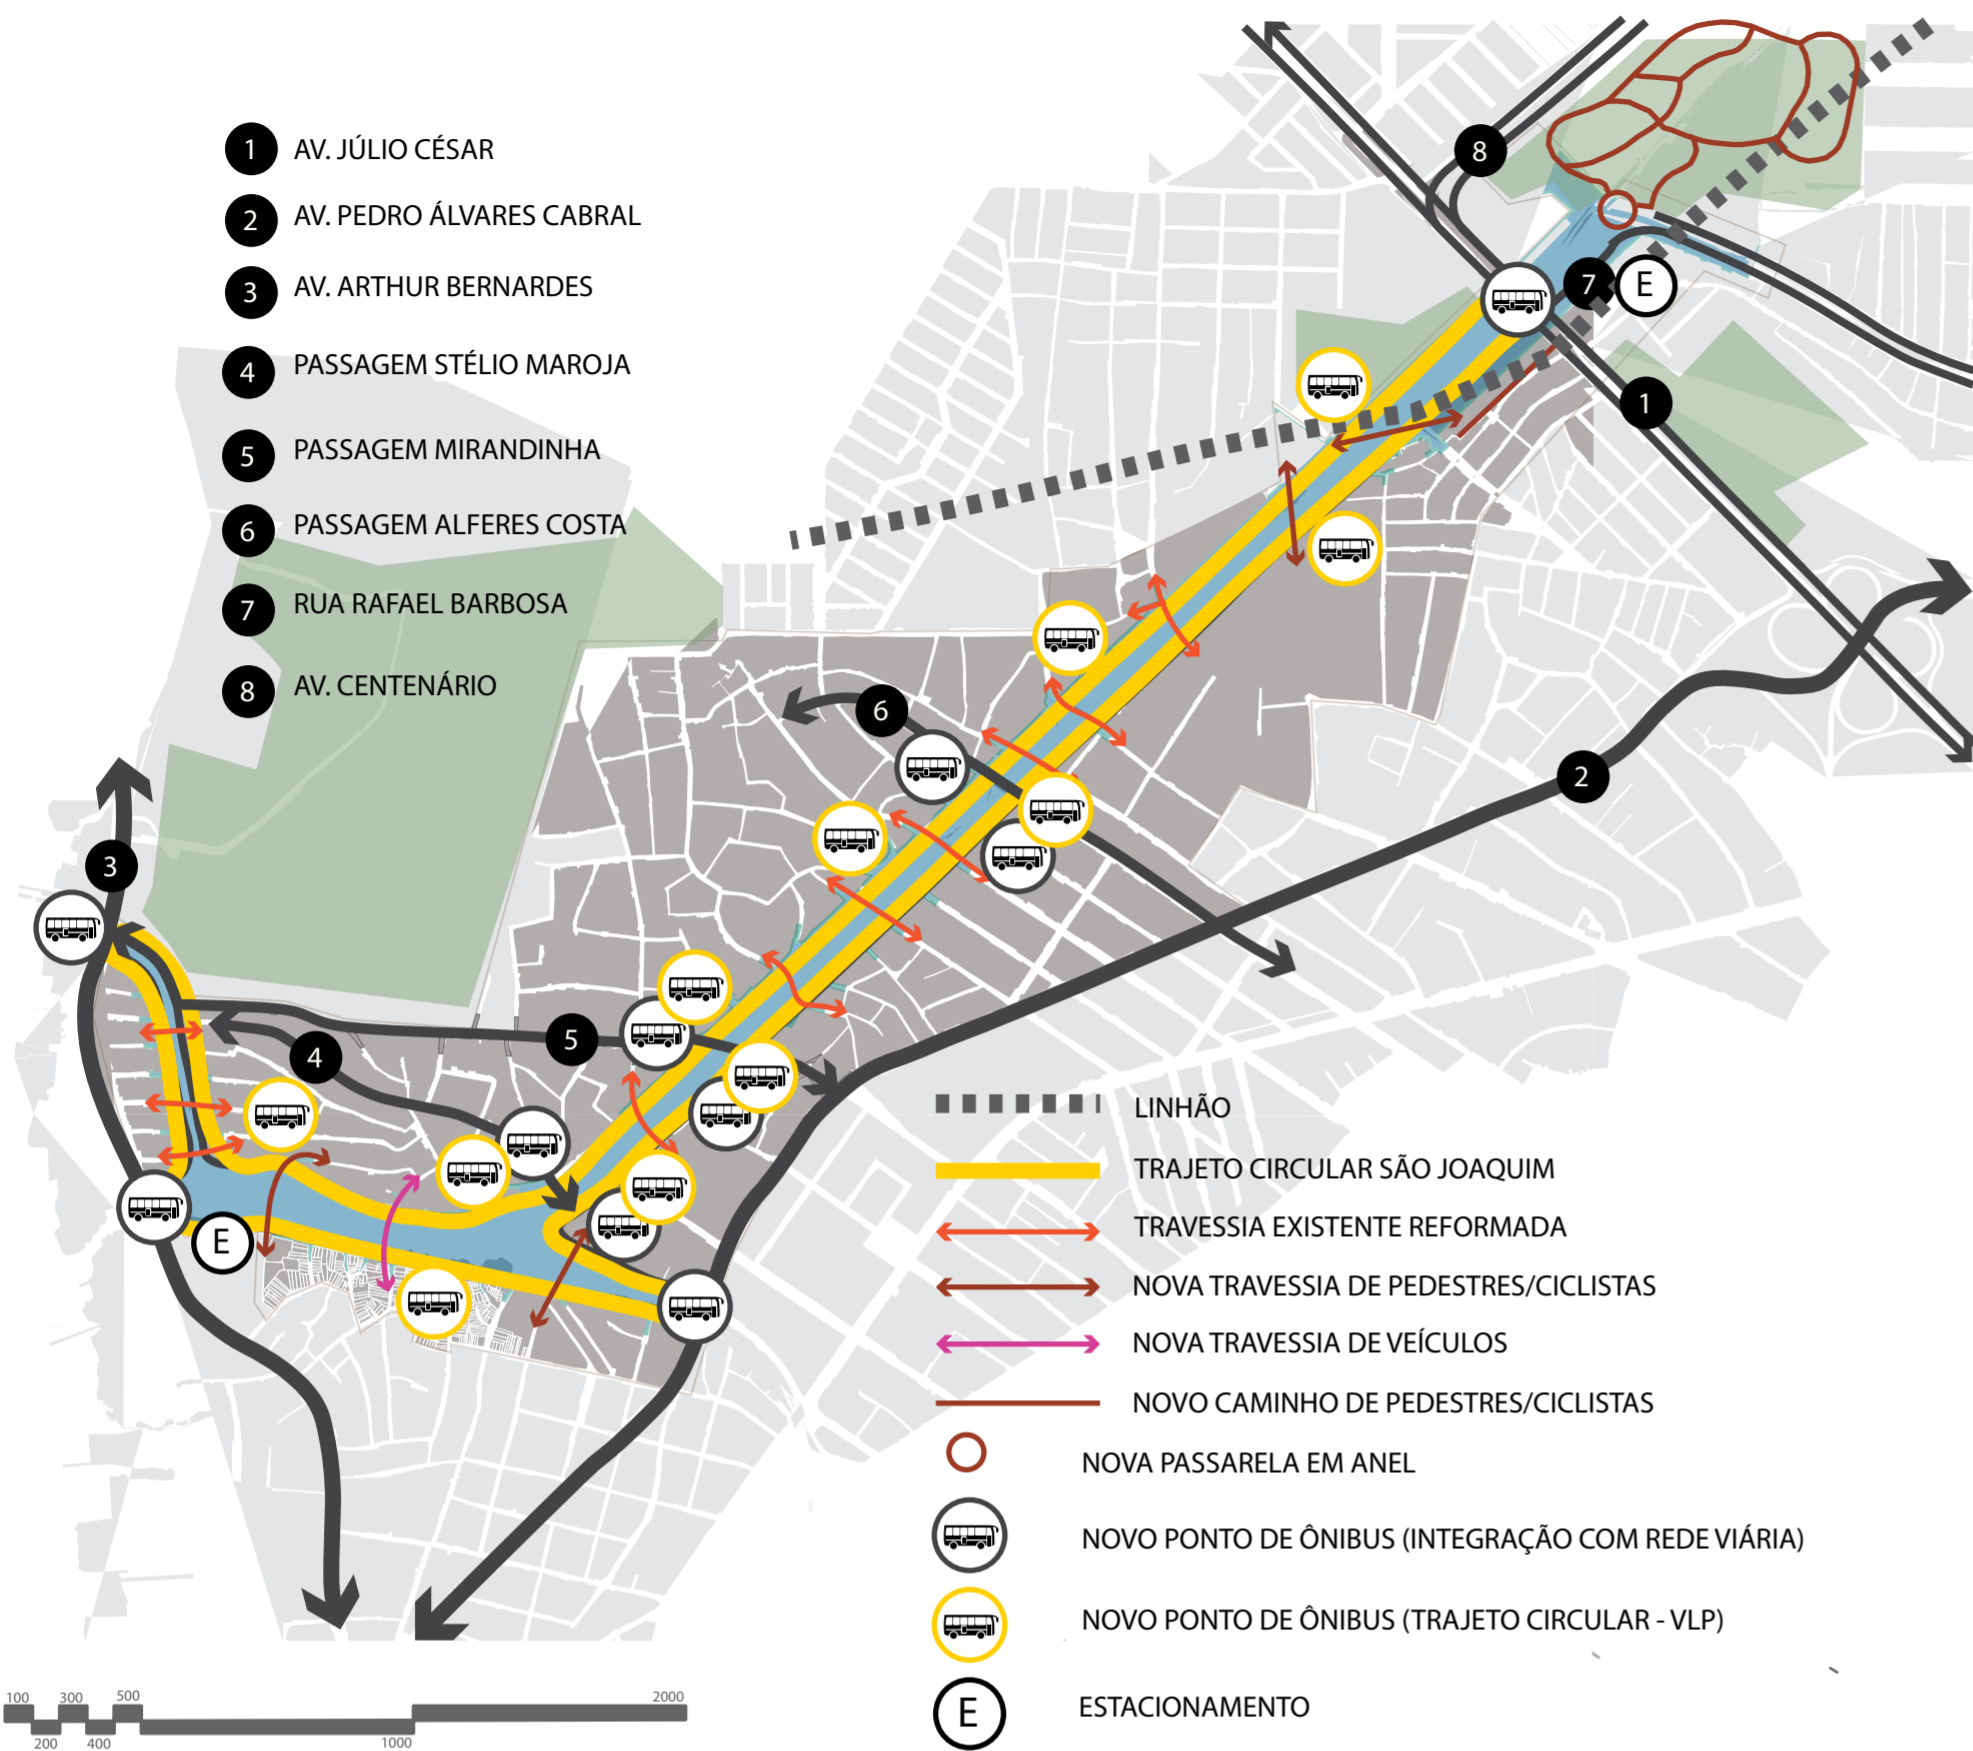 1 AV. JÚLIO CÉSAR
2 AV. PEDRO ÁLVARES CABRAL
3 AV. ARTHUR BERNARDES
4 PASSAGEM STÉLIO MAROJA
5 PASSAGEM MIRANDINHA
6 PASSAGEM ALFERES COSTA
7 RUA RAFAEL BARBOSA
8 AV. CENTENÁRIO
8
7 E
1
6
2
3
5
4
E
LINHÃO
TRAJETO CIRCULAR SÃO JOAQUIM
TRAVESSIA EXISTENTE REFORMADA
NOVA TRAVESSIA DE PEDESTRES/CICLISTAS
NOVA TRAVESSIA DE VEÍCULOS
NOVO CAMINHO DE PEDESTRES/CICLISTAS
NOVA PASSARELA EM ANEL
NOVO PONTO DE ÔNIBUS (INTEGRAÇÃO COM REDE VIÁRIA)
NOVO PONTO DE ÔNIBUS (TRAJETO CIRCULAR - VLP)
E ESTACIONAMENTO
100 300 500 2000
200 400 1000